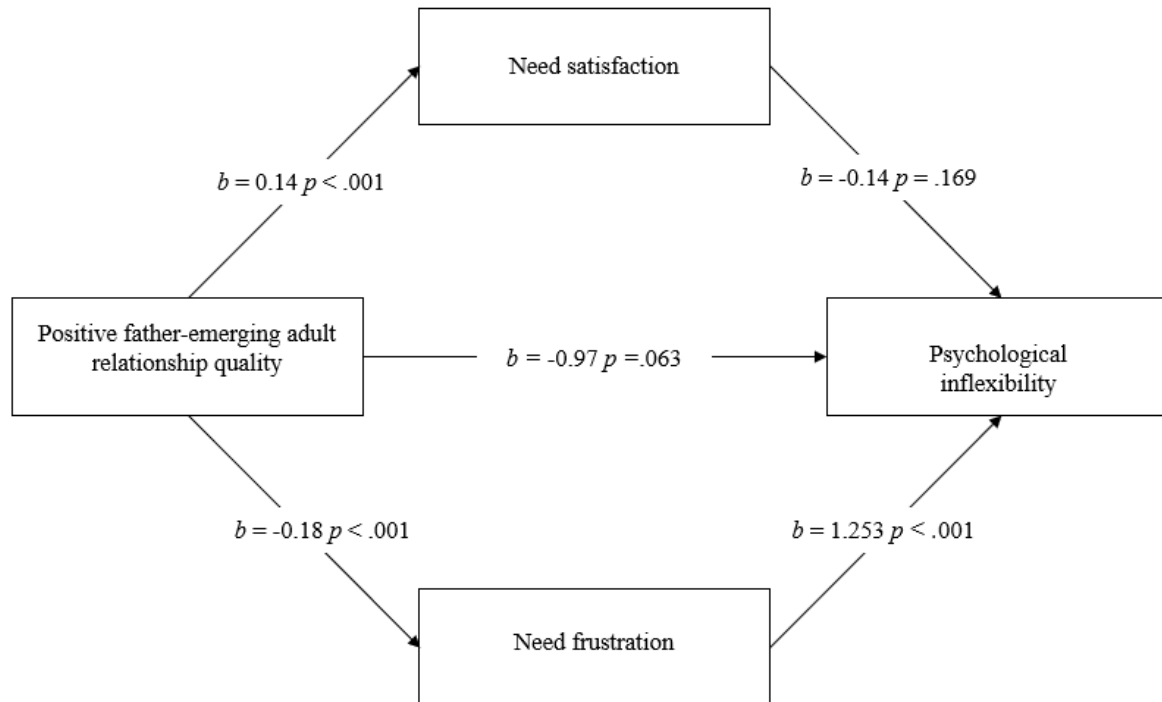 Need satisfaction
b = 0.14 p < .001
b = -0.14 p = .169
Positive father-emerging adult
relationship quality
b = -0.97 p =.063
Psychological
inflexibility
b = -0.18 p < .001
b = 1.253 p < .001
Need frustration